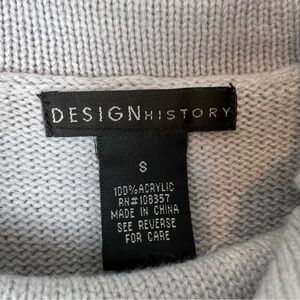 DESIGNHISTORY
S
100% ACRYLIC
RN#108357
MADE IN CHINA
SEE REVERSE
FOR CARE